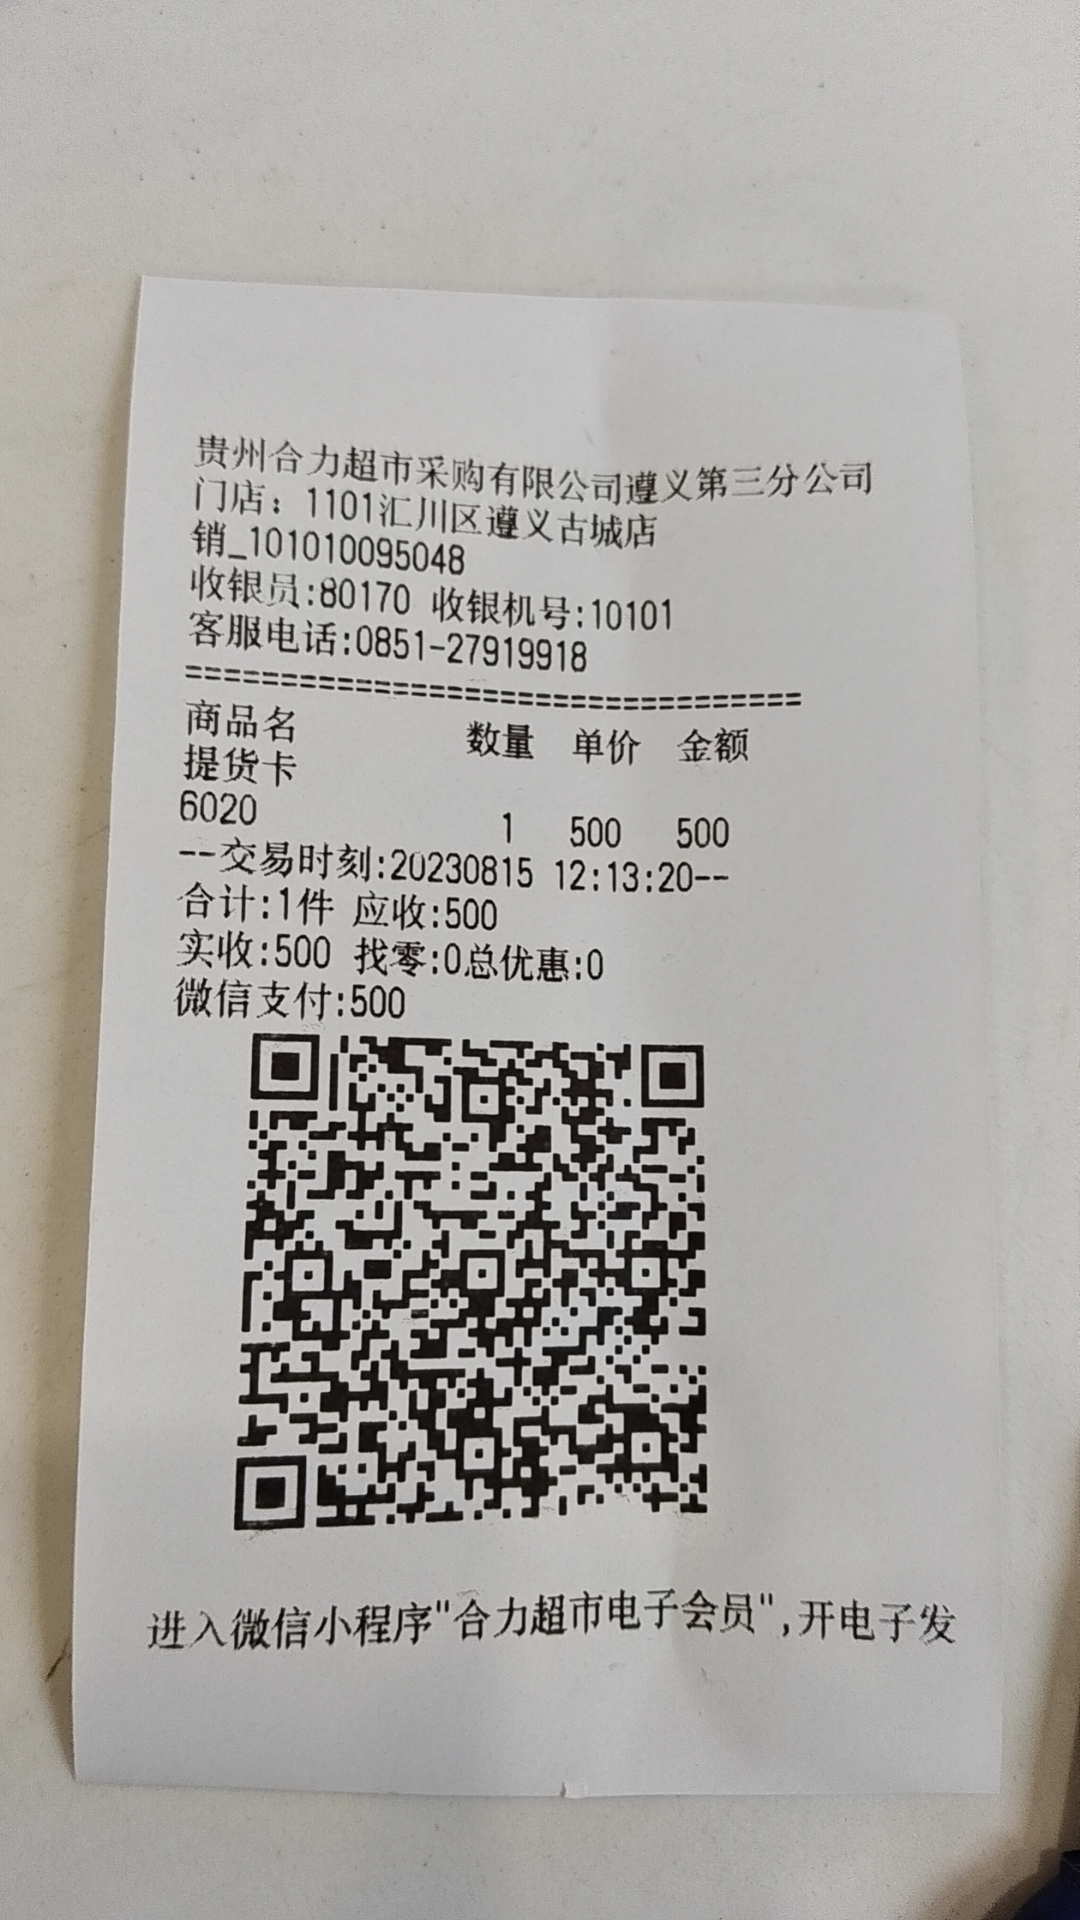 贵州合力超市采购有限公司遵义第三分公司
门店：1101汇川区遵义古城店
销_101010095048
收银员:80170 收银机号:10101
客服电话:0851-27919918
==================================
商品名 数量 单价 金额
提货卡
6020 1 500 500
--交易时刻:20230815 12:13:20--
合计:1件 应收:500
实收:500 找零:0总优惠:0
微信支付:500
进入微信小程序"合力超市电子会员",开电子发